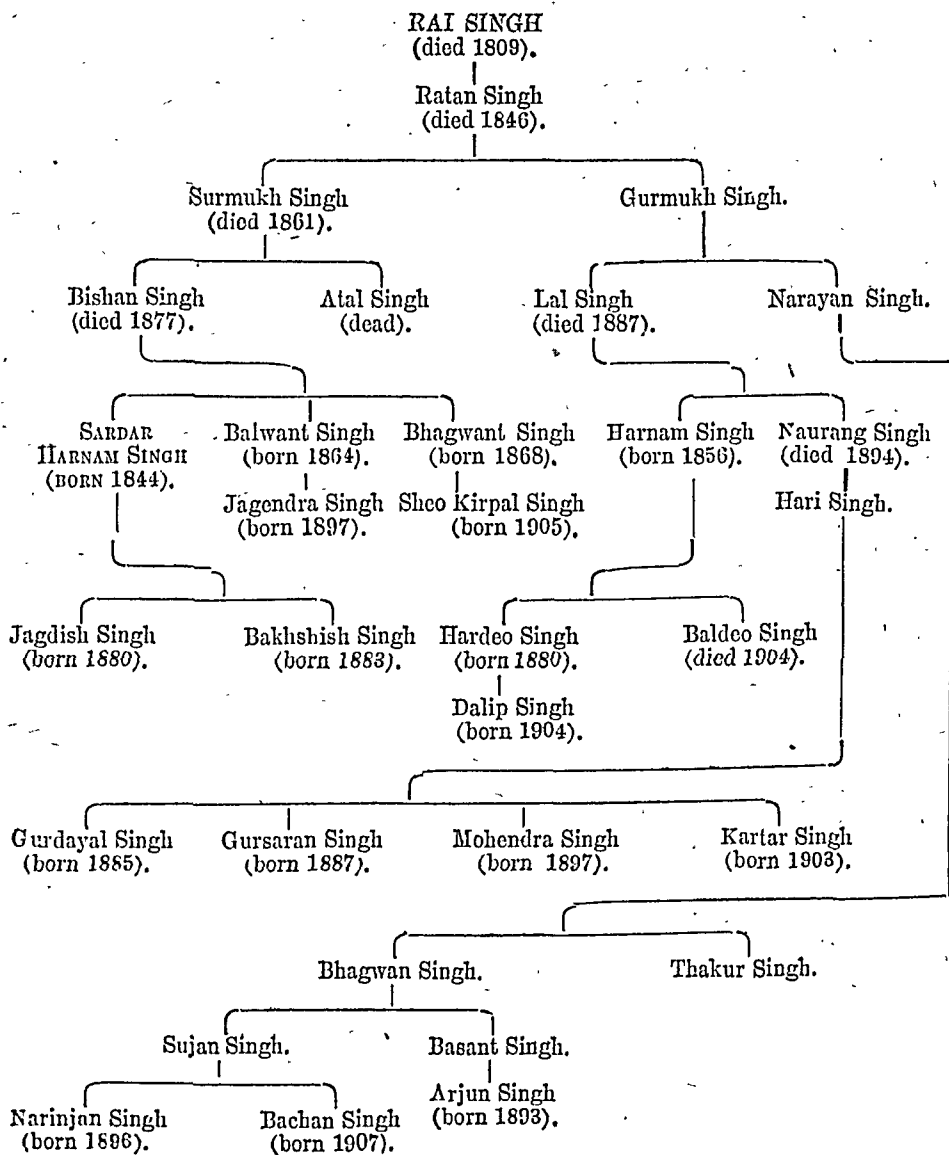 RAI SINGH
(died 1809).
Ratan Singh
(died 1846).
Surmukh Singh
(died 1861).
Gurmukh Singh.
Bishan Singh
(died 1877).
Atal Singh
(dead).
Lal Singh
(died 1887).
Narayan Singh.
SARDAR
HARNAM SINGH
(BORN 1844).
Balwant Singh
(born 1864).
Jagendra Singh
(born 1897).
Bhagwant Singh
(born 1868).
Sheo Kirpal Singh
(born 1905).
Harnam Singh
(born 1856).
Naurang Singh
(died 1894).
Hari Singh.
Jagdish Singh
(born 1880).
Bakhshish Singh
(born 1883).
Hardeo Singh
(born 1880).
Baldeo Singh
(died 1904).
Dalip Singh
(born 1904).
Gurdayal Singh
(born 1885).
Gursaran Singh
(born 1887).
Mohendra Singh
(born 1897).
Kartar Singh
(born 1903).
Bhagwan Singh.
Thakur Singh.
Sujan Singh.
Basant Singh.
Arjun Singh
(born 1893).
Narinjan Singh
(born 1896).
Bachan Singh
(born 1907).